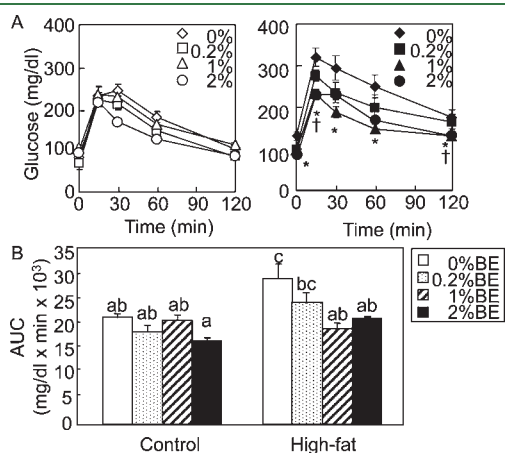 A
Glucose (mg/dl)
400
300
200
100
0
0 30 60 90 120
Time (min)
0%
0.2%
1%
2%
400
300
200
100
0
0 30 60 90 120
Time (min)
0%
0.2%
1%
2%
*
*
†
*
*
*
†
B
AUC
(mg/dl x min x 10³)
35
30
25
20
15
10
5
0
ab ab ab a
c bc ab ab
Control High-fat
0%BE
0.2%BE
1%BE
2%BE